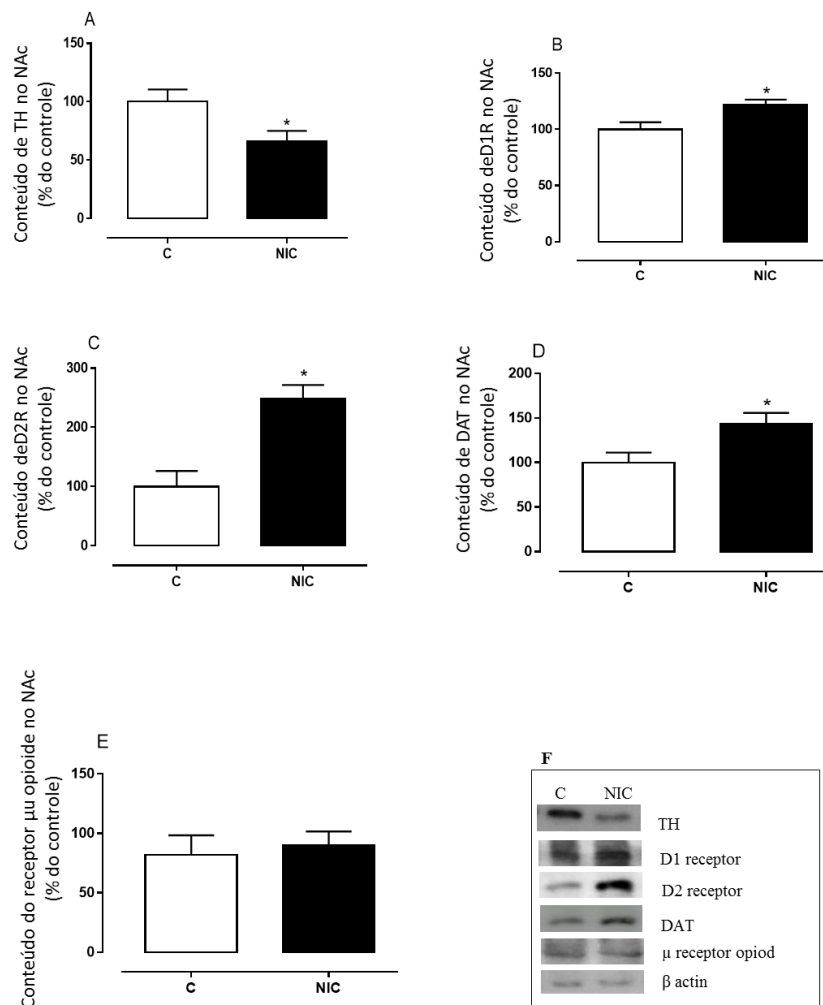 A
Conteúdo de TH no NAc
(% do controle)
150
100
50
0
*
C
NIC
B
Conteúdo deD1R no NAc
(% do controle)
150
100
50
0
*
C
NIC
C
Conteúdo deD2R no NAc
(% do controle)
300
200
100
0
*
C
NIC
D
Conteúdo de DAT no NAc
(% do controle)
200
150
100
50
0
*
C
NIC
E
Conteúdo do receptor µu opioide no NAc
(% do controle)
150
100
50
0
C
NIC
F
C NIC
TH
D1 receptor
D2 receptor
DAT
µ receptor opiod
β actin